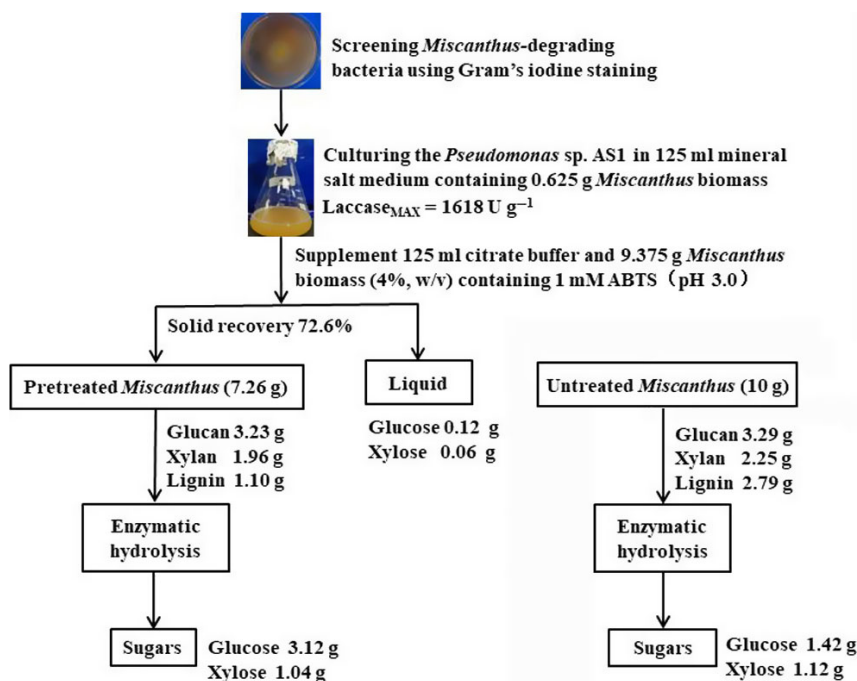 Screening Miscanthus-degrading
bacteria using Gram's iodine staining
Culturing the Pseudomonas sp. AS1 in 125 ml mineral
salt medium containing 0.625 g Miscanthus biomass
LaccaseMAX = 1618 U g–1
Supplement 125 ml citrate buffer and 9.375 g Miscanthus
biomass (4%, w/v) containing 1 mM ABTS（pH 3.0）
Solid recovery 72.6%
Pretreated Miscanthus (7.26 g)
Liquid
Untreated Miscanthus (10 g)
Glucose 0.12 g
Xylose 0.06 g
Glucan 3.23 g
Xylan 1.96 g
Lignin 1.10 g
Glucan 3.29 g
Xylan 2.25 g
Lignin 2.79 g
Enzymatic
hydrolysis
Enzymatic
hydrolysis
Sugars
Glucose 3.12 g
Xylose 1.04 g
Sugars
Glucose 1.42 g
Xylose 1.12 g